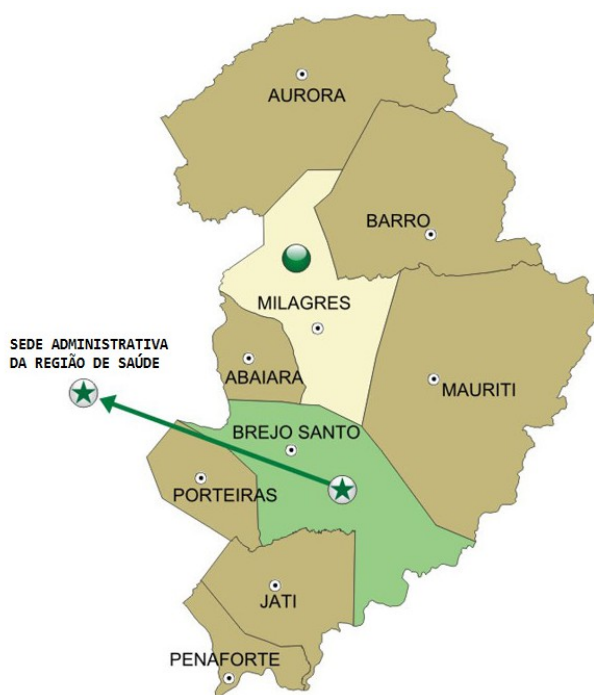 AURORA
BARRO
MILAGRES
SEDE ADMINISTRATIVA
DA REGIÃO DE SAÚDE
ABAIARA
MAURITI
BREJO SANTO
PORTEIRAS
JATI
PENAFORTE